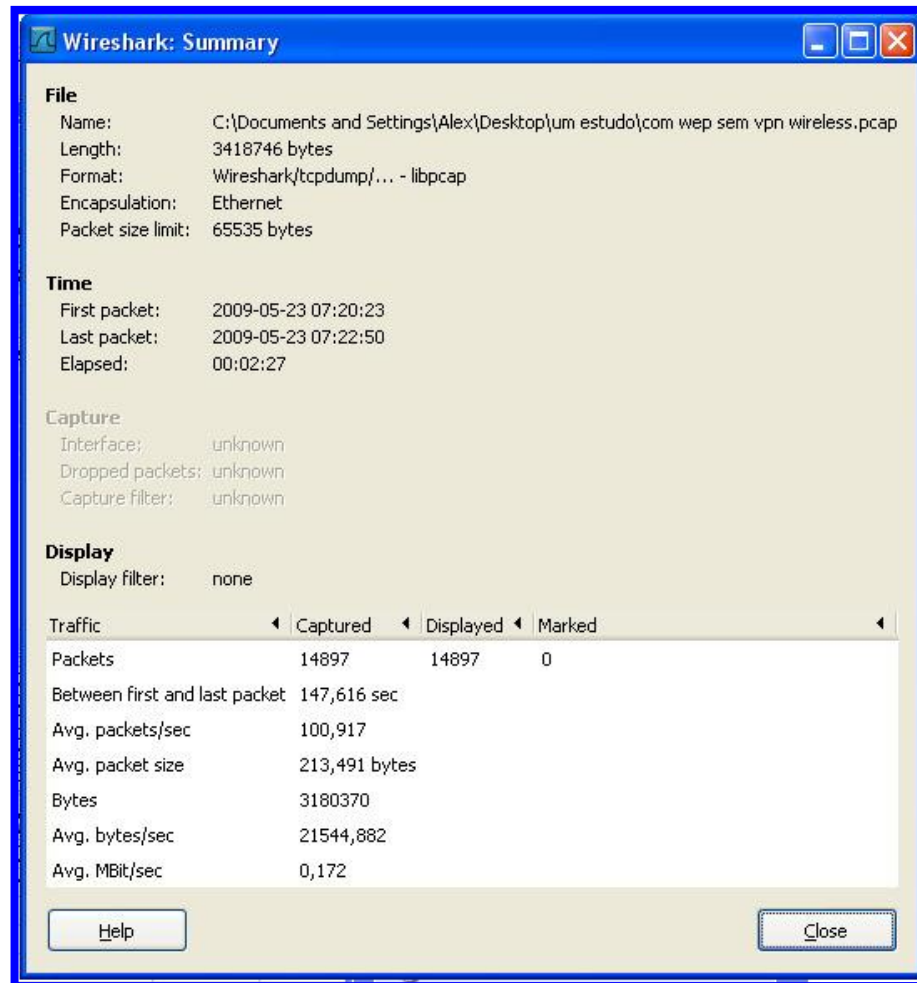 Wireshark: Summary
File
Name: C:\Documents and Settings\Alex\Desktop\um estudo\com wep sem vpn wireless.pcap
Length: 3418746 bytes
Format: Wireshark/tcpdump/... - libpcap
Encapsulation: Ethernet
Packet size limit: 65535 bytes
Time
First packet: 2009-05-23 07:20:23
Last packet: 2009-05-23 07:22:50
Elapsed: 00:02:27
Capture
Interface: unknown
Dropped packets: unknown
Capture filter: unknown
Display
Display filter: none
Traffic Captured Displayed Marked
Packets 14897 14897 0
Between first and last packet 147,616 sec
Avg. packets/sec 100,917
Avg. packet size 213,491 bytes
Bytes 3180370
Avg. bytes/sec 21544,882
Avg. MBit/sec 0,172
Help Close